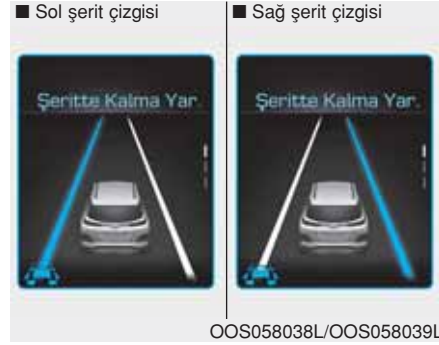 ■ Sol şerit çizgisi
■ Sağ şerit çizgisi
Şeritte Kalma Yar.
Şeritte Kalma Yar.
OOS058038L/OOS058039L